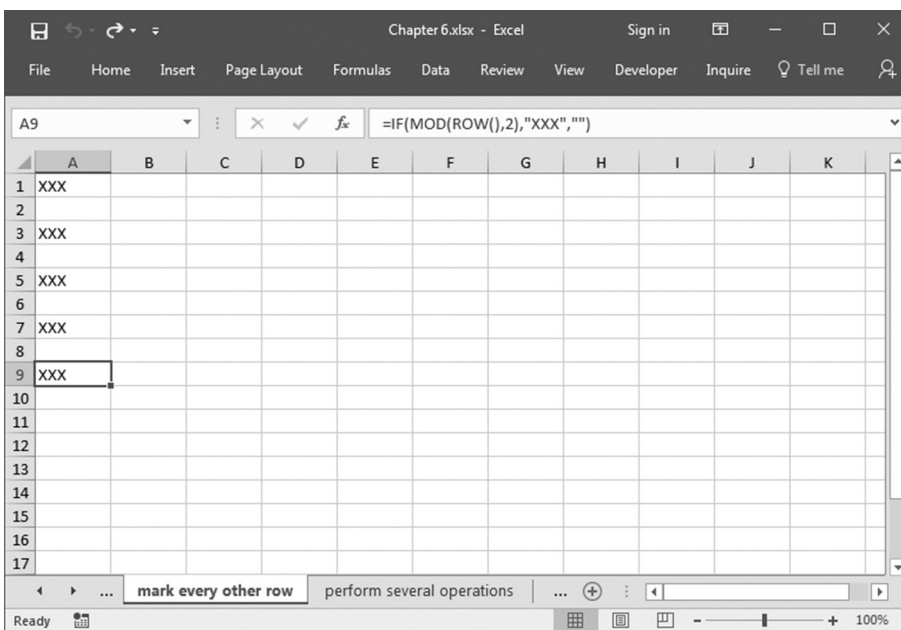 Chapter 6.xlsx - Excel Sign in
File Home Insert Page Layout Formulas Data Review View Developer Inquire Tell me
A9 fx =IF(MOD(ROW(),2),"XXX","")
A B C D E F G H I J K
1 XXX
2
3 XXX
4
5 XXX
6
7 XXX
8
9 XXX
10
11
12
13
14
15
16
17
... mark every other row perform several operations ...
Ready 100%